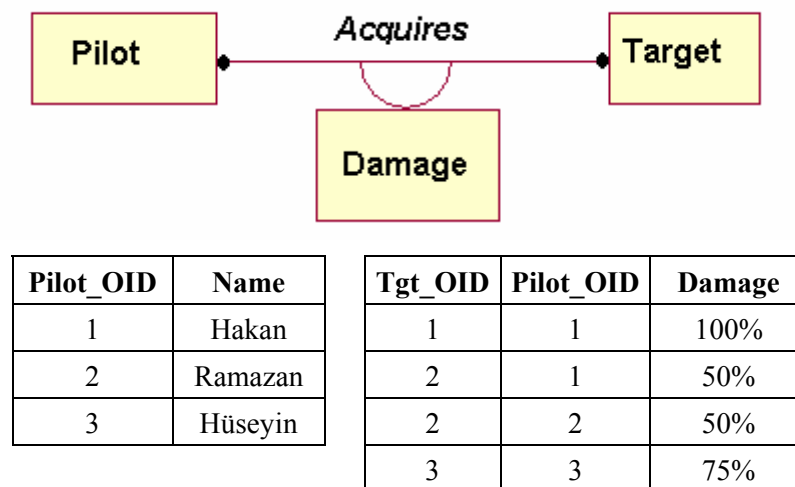 Acquires
Pilot
Target
Damage
Pilot_OID Name
1 Hakan
2 Ramazan
3 Hüseyin
Tgt_OID Pilot_OID Damage
1 1 100%
2 1 50%
2 2 50%
3 3 75%